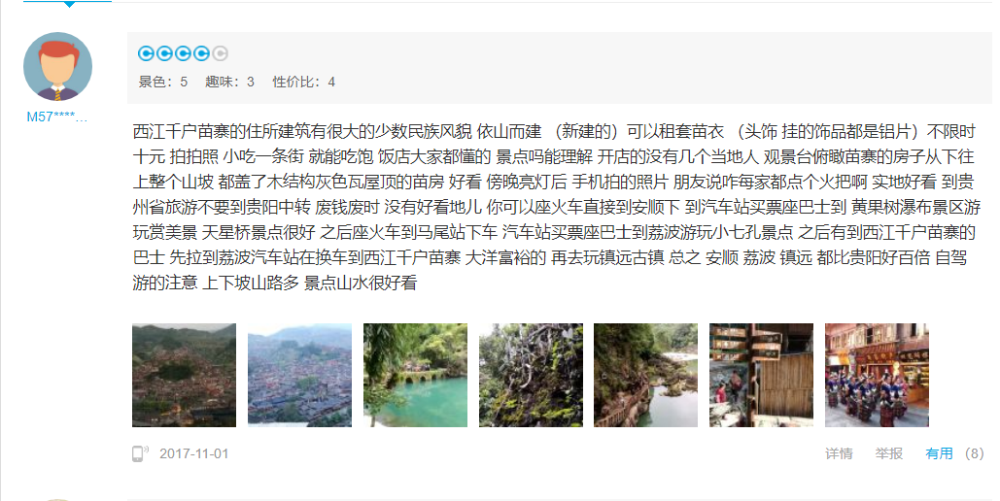 景色：5 趣味：3 性价比：4
M57****...
西江千户苗寨的住所建筑有很大的少数民族风貌 依山而建 （新建的）可以租套苗衣 （头饰 挂的饰品都是铝片）不限时
十元 拍拍照 小吃一条街 就能吃饱 饭店大家都懂的 景点吗能理解 开店的没有几个当地人 观景台俯瞰苗寨的房子从下往
上整个山坡 都盖了木结构灰色瓦屋顶的苗房 好看 傍晚亮灯后 手机拍的照片 朋友说咋每家都点个火把啊 实地好看 到贵
州省旅游不要到贵阳中转 废钱废时 没有好看地儿 你可以座火车直接到安顺下 到汽车站买票座巴士到 黄果树瀑布景区游
玩赏美景 天星桥景点很好 之后座火车到马尾站下车 汽车站买票座巴士到荔波游玩小七孔景点 之后有到西江千户苗寨的
巴士 先拉到荔波汽车站在换车到西江千户苗寨 大洋富裕的 再去玩镇远古镇 总之 安顺 荔波 镇远 都比贵阳好百倍 自驾
游的注意 上下坡山路多 景点山水很好看
2017-11-01 详情 举报 有用 （8）